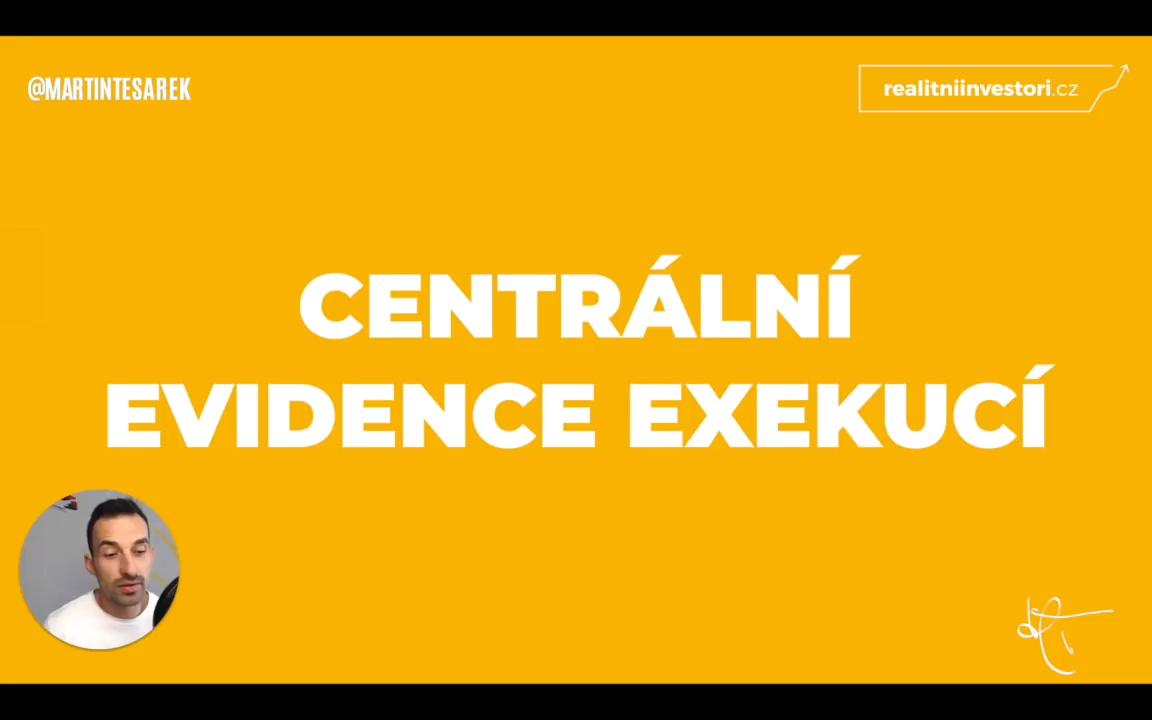 @MARTINTESAREK
realitniinvestori.cz
CENTRÁLNÍ
EVIDENCE EXEKUCÍ